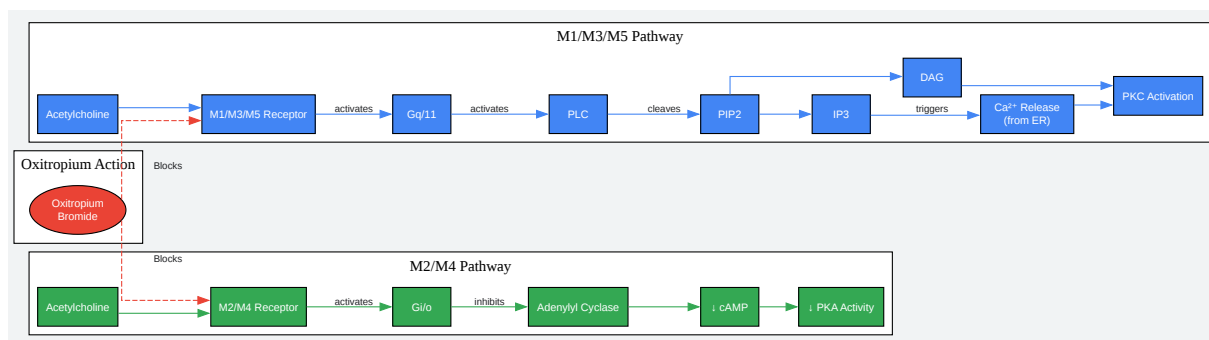 M1/M3/M5 Pathway
DAG
PKC Activation
Acetylcholine
M1/M3/M5 Receptor
activates
Gq/11
activates
PLC
cleaves
PIP2
IP3
triggers
Ca²⁺ Release
(from ER)
Oxitropium Action
Blocks
Oxitropium
Bromide
Blocks
M2/M4 Pathway
Acetylcholine
M2/M4 Receptor
activates
Gi/o
inhibits
Adenylyl Cyclase
↓ cAMP
↓ PKA Activity